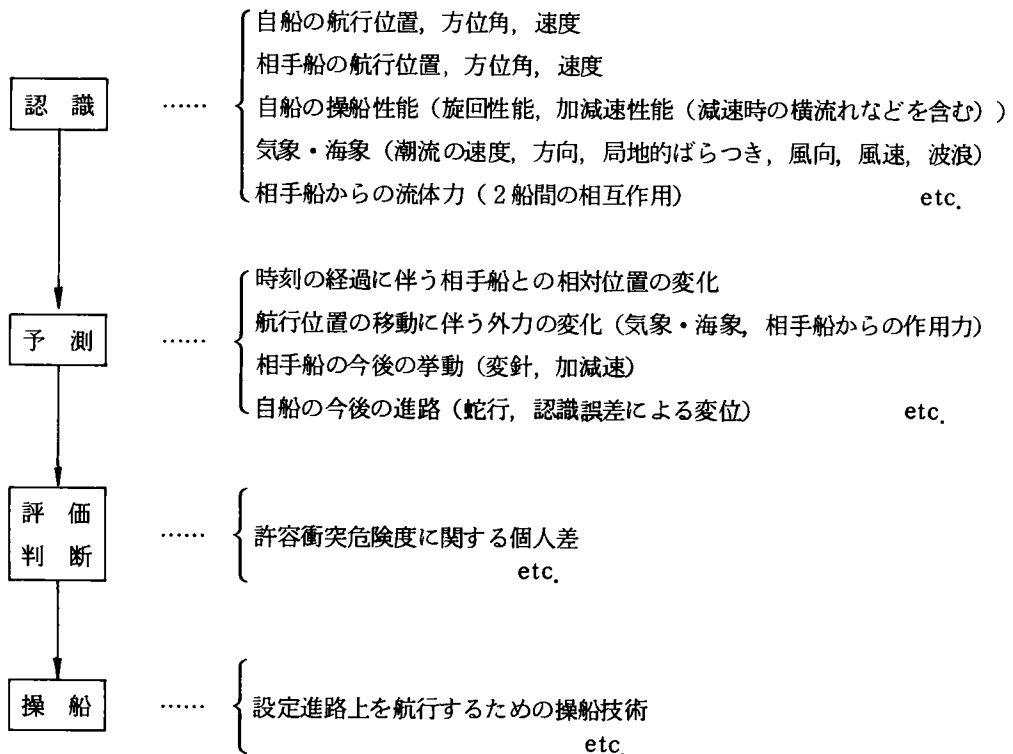 自船の航行位置，方位角，速度
相手船の航行位置，方位角，速度
認識 …… 自船の操船性能（旋回性能，加減速性能（減速時の横流れなどを含む））
気象・海象（潮流の速度，方向，局地的ばらつき，風向，風速，波浪）
相手船からの流体力（２船間の相互作用） etc.
時刻の経過に伴う相手船との相対位置の変化
予測 …… 航行位置の移動に伴う外力の変化（気象・海象，相手船からの作用力）
相手船の今後の挙動（変針，加減速）
自船の今後の進路（蛇行，認識誤差による変位） etc.
評価
判断 …… 許容衝突危険度に関する個人差
etc.
操船 …… 設定進路上を航行するための操船技術
etc.